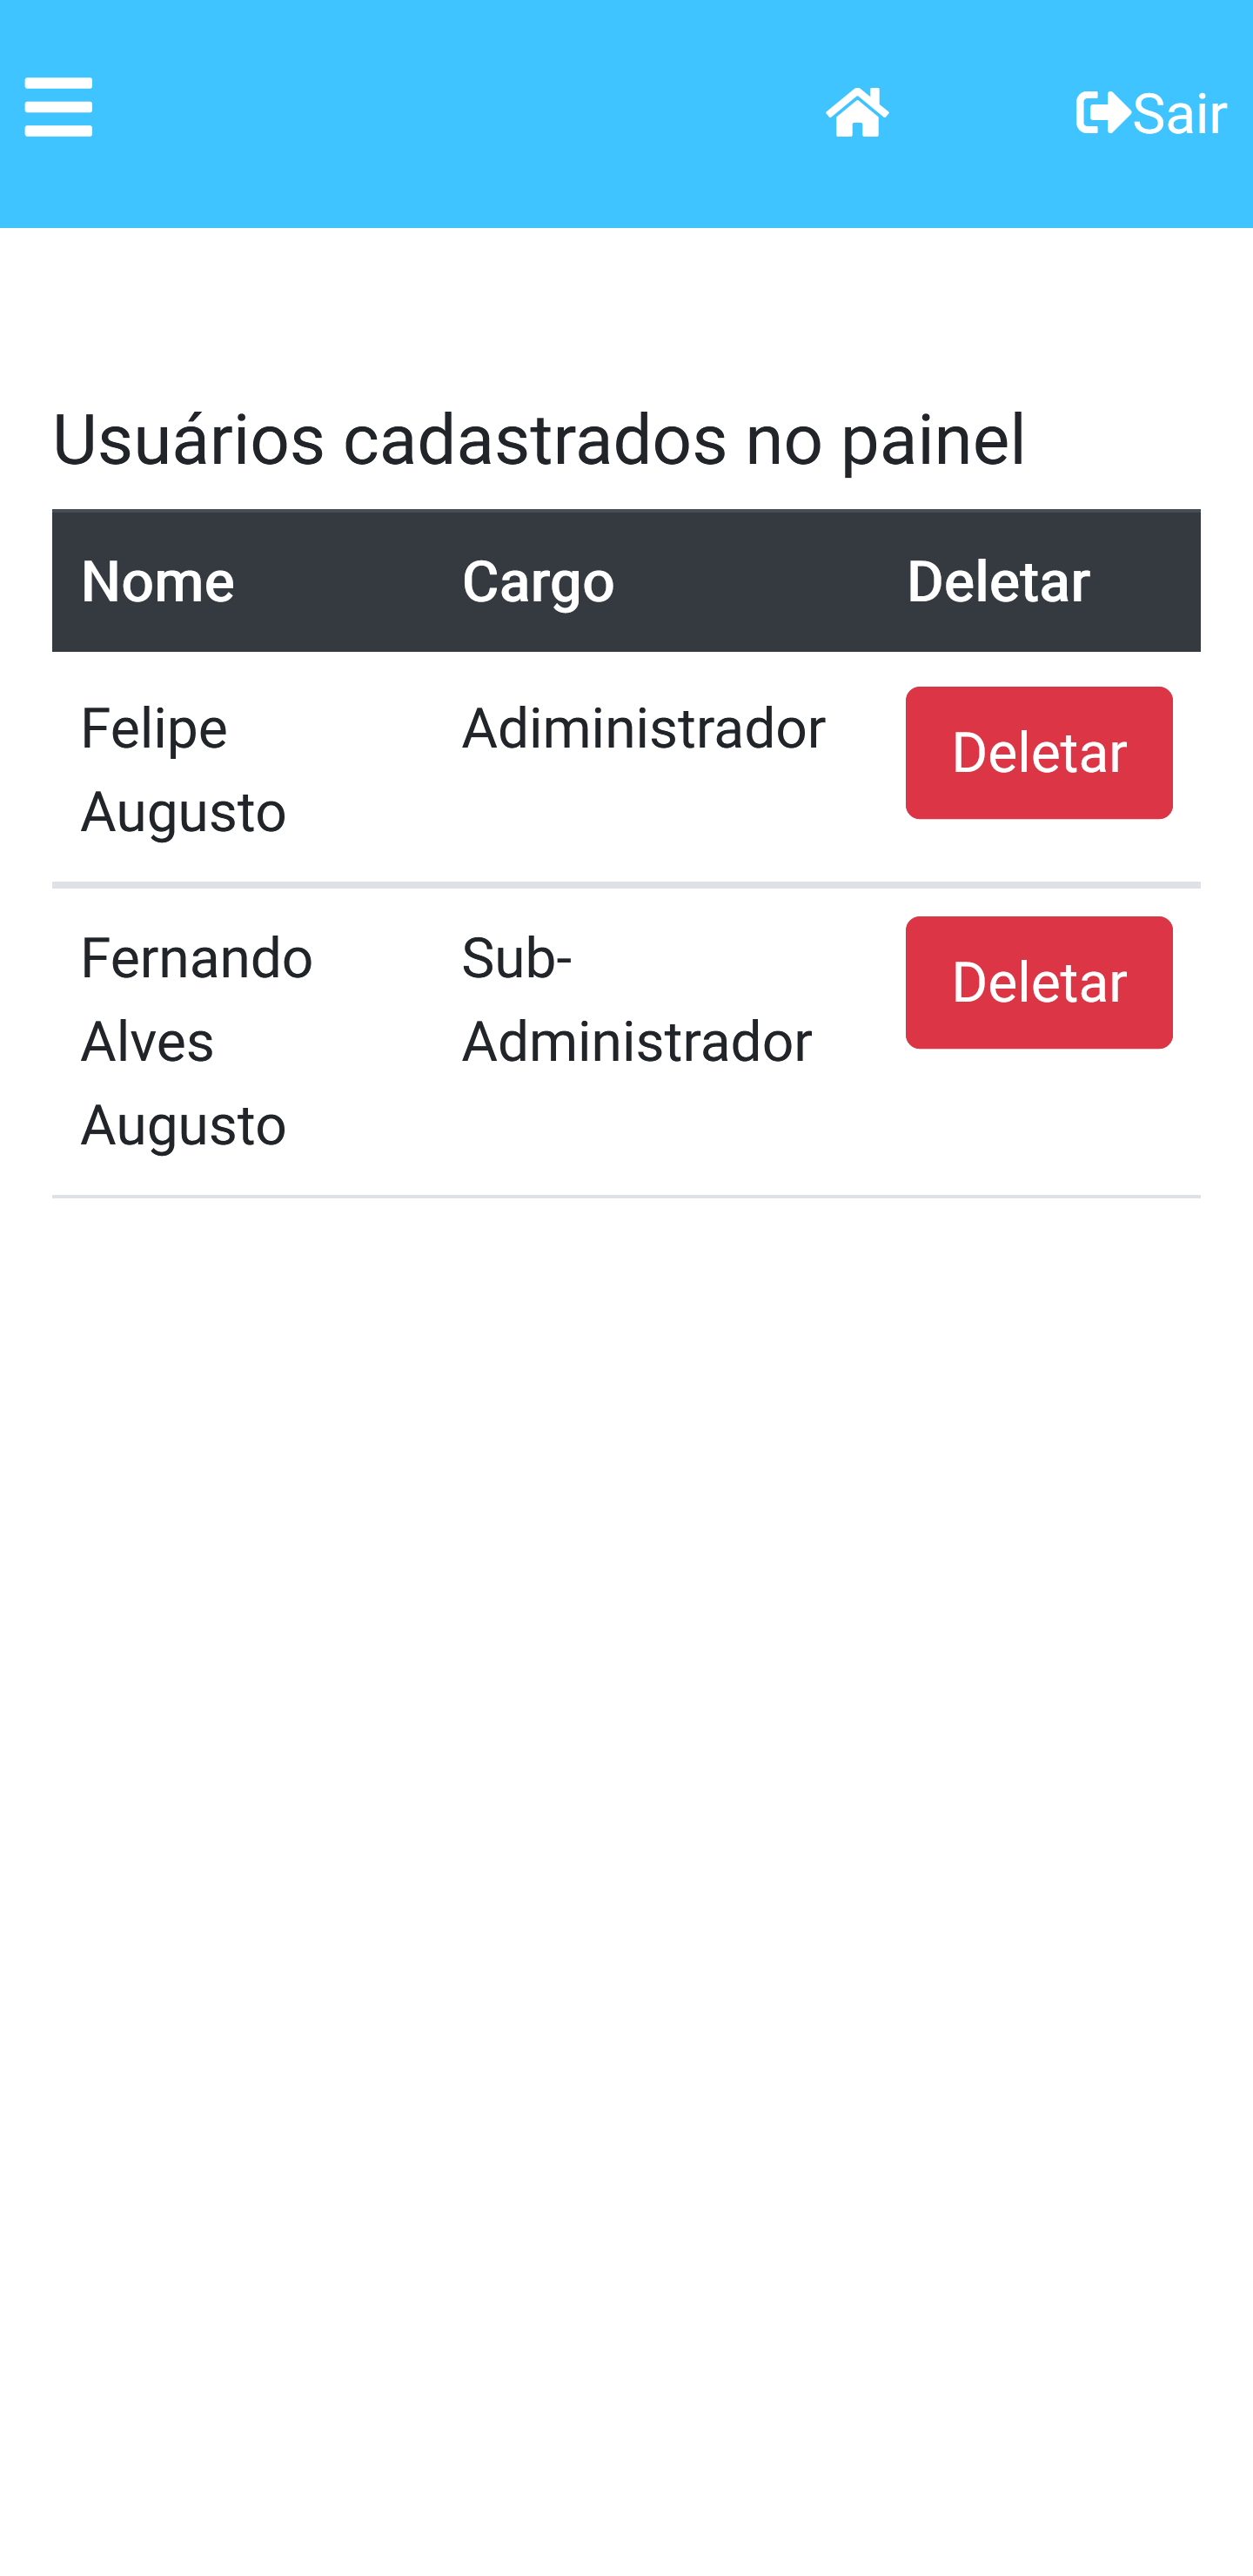 Sair
Usuários cadastrados no painel
Nome Cargo Deletar
Felipe Adiministrador Deletar
Augusto
Fernando Sub- Deletar
Alves Administrador
Augusto